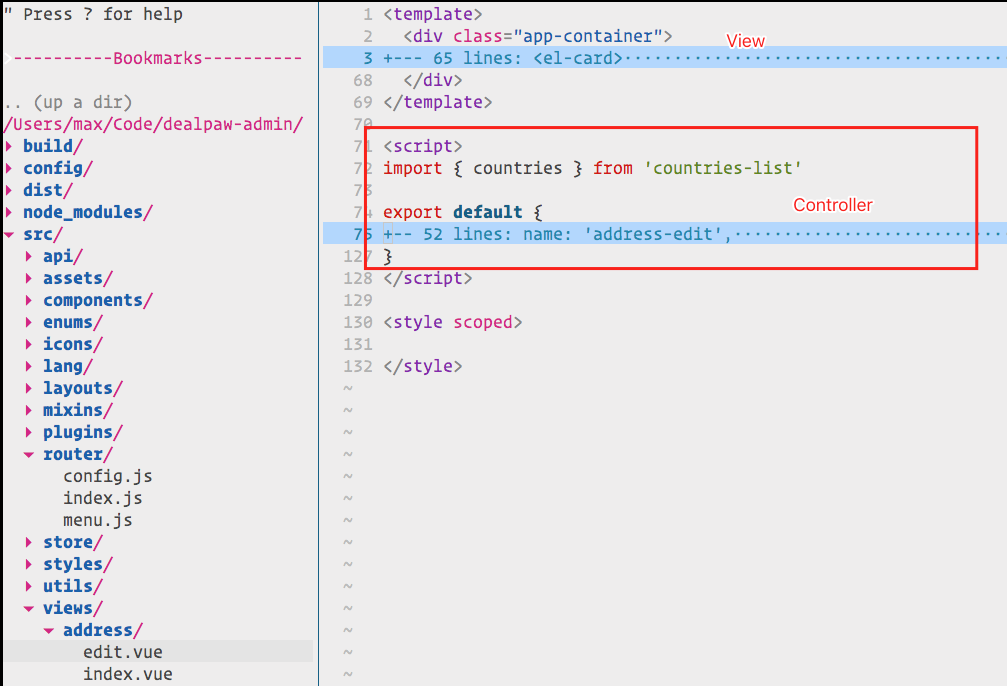 " Press ? for help
>----------Bookmarks----------
.. (up a dir)
/Users/max/Code/dealpaw-admin/
▸ build/
▸ config/
▸ dist/
▸ node_modules/
▾ src/
▸ api/
▸ assets/
▸ components/
▸ enums/
▸ icons/
▸ lang/
▸ layouts/
▸ mixins/
▸ plugins/
▾ router/
config.js
index.js
menu.js
▸ store/
▸ styles/
▸ utils/
▾ views/
▾ address/
edit.vue
index.vue
1 <template>
2 <div class="app-container">
View
3 +--- 65 lines: <el-card>·······································
68 </div>
69 </template>
70
71 <script>
72 import { countries } from 'countries-list'
73
74 export default {
Controller
75 +-- 52 lines: name: 'address-edit',····························
127 }
128 </script>
129
130 <style scoped>
131
132 </style>
~
~
~
~
~
~
~
~
~
~
~
~
~
~